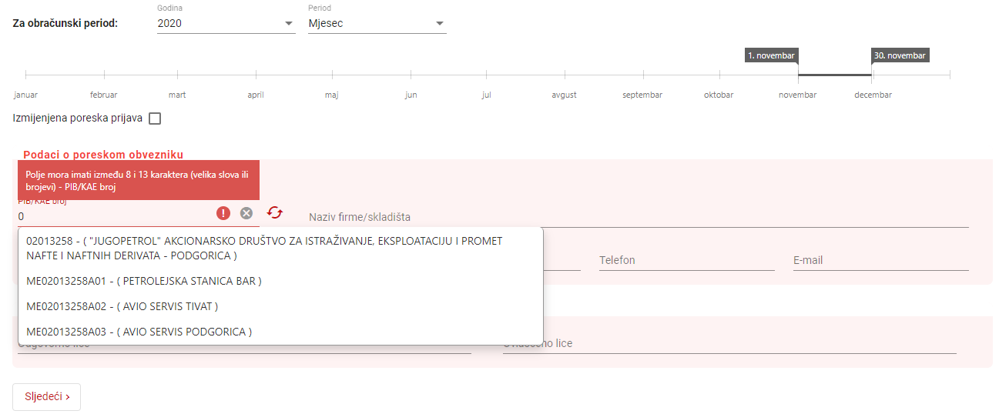 Godina
Period
Za obračunski period:
2020
Mjesec
1. novembar
30. novembar
januar
februar
mart
april
maj
jun
jul
avgust
septembar
oktobar
novembar
decembar
Izmijenjena poreska prijava
Podaci o poreskom obvezniku
Polje mora imati između 8 i 13 karaktera (velika slova ili
brojevi) - PIB/KAE broj
PIB/KAE broj
0
Naziv firme/skladišta
02013258 - ( "JUGOPETROL" AKCIONARSKO DRUŠTVO ZA ISTRAŽIVANJE, EKSPLOATACIJU I PROMET
NAFTE I NAFTNIH DERIVATA - PODGORICA )
Telefon
E-mail
ME02013258A01 - ( PETROLEJSKA STANICA BAR )
ME02013258A02 - ( AVIO SERVIS TIVAT )
ME02013258A03 - ( AVIO SERVIS PODGORICA )
Odgovorno lice
Ovlašćeno lice
Sljedeći ›